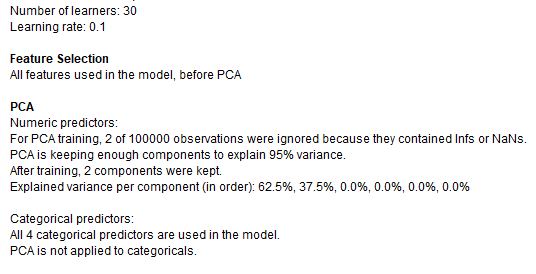 Number of learners: 30
Learning rate: 0.1
Feature Selection
All features used in the model, before PCA
PCA
Numeric predictors:
For PCA training, 2 of 100000 observations were ignored because they contained Infs or NaNs.
PCA is keeping enough components to explain 95% variance.
After training, 2 components were kept.
Explained variance per component (in order): 62.5%, 37.5%, 0.0%, 0.0%, 0.0%, 0.0%
Categorical predictors:
All 4 categorical predictors are used in the model.
PCA is not applied to categoricals.